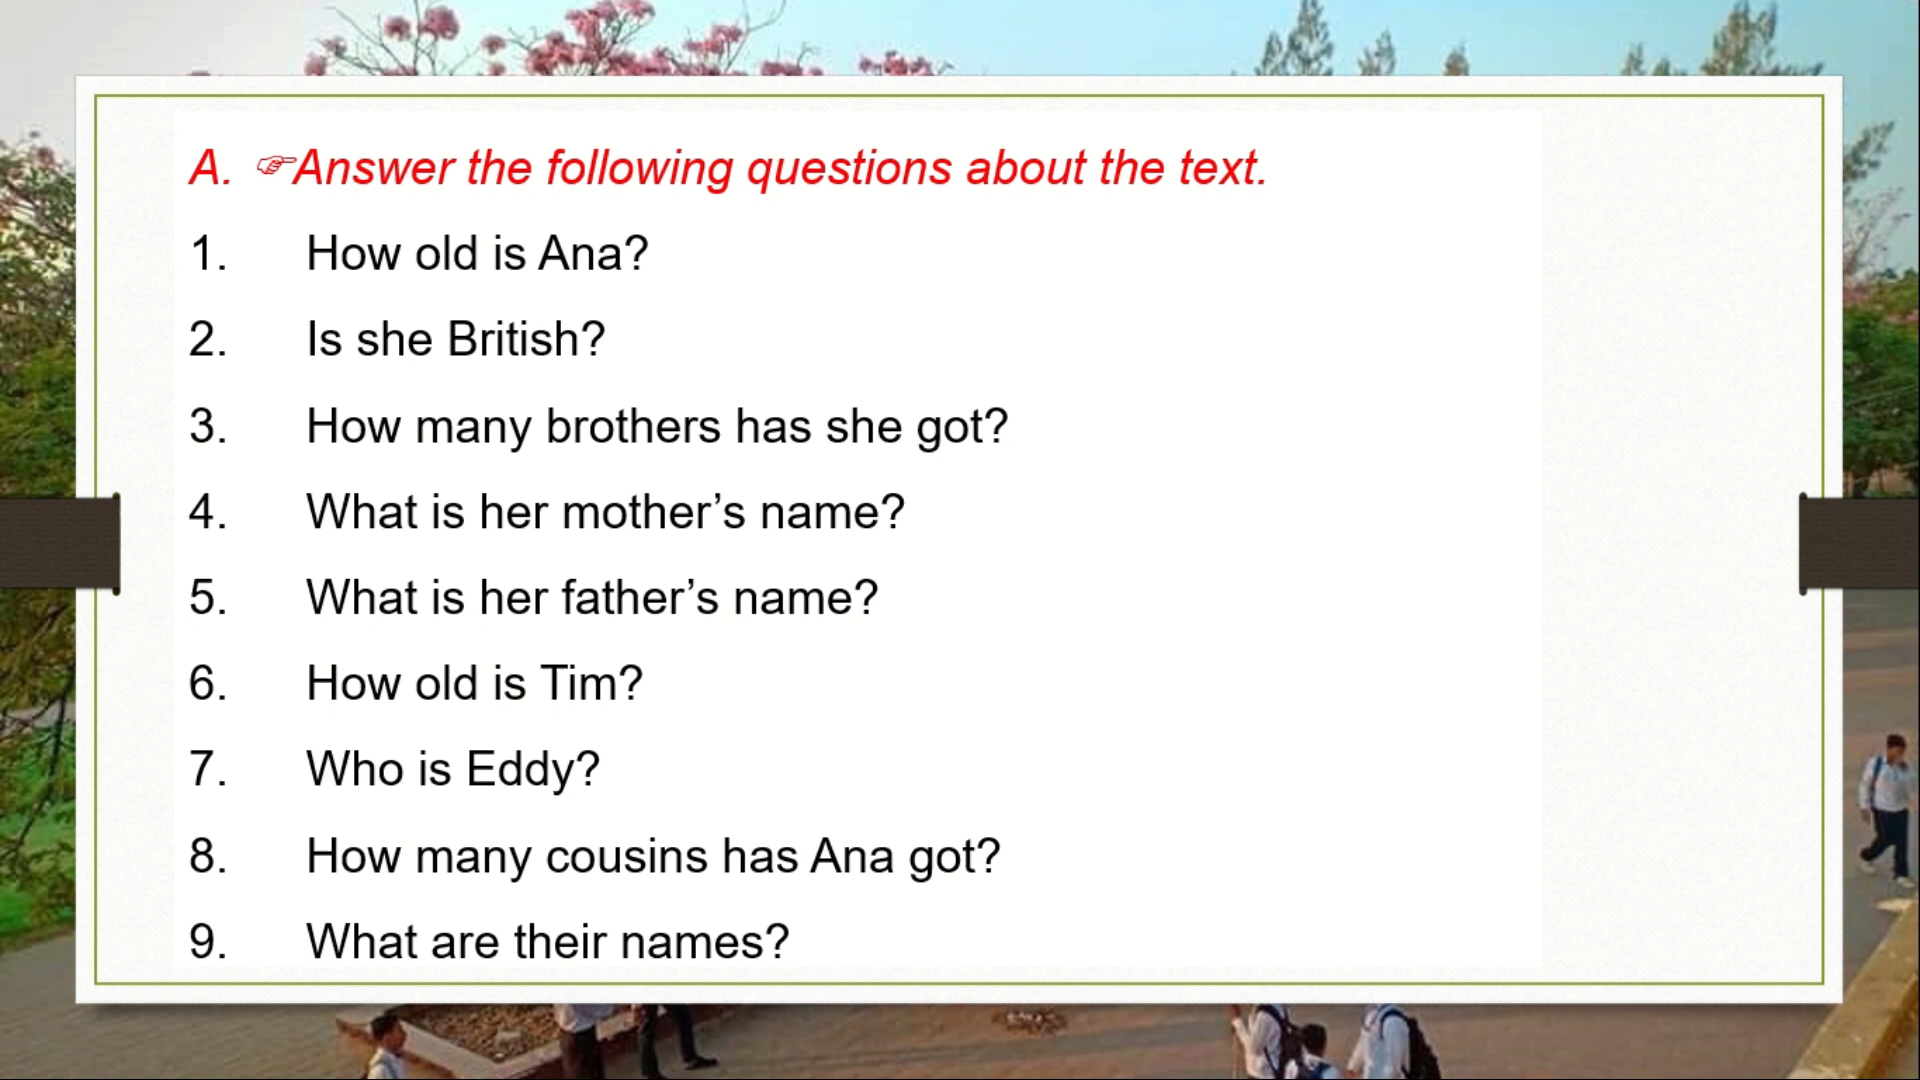 A. ☞Answer the following questions about the text.
1. How old is Ana?
2. Is she British?
3. How many brothers has she got?
4. What is her mother’s name?
5. What is her father’s name?
6. How old is Tim?
7. Who is Eddy?
8. How many cousins has Ana got?
9. What are their names?